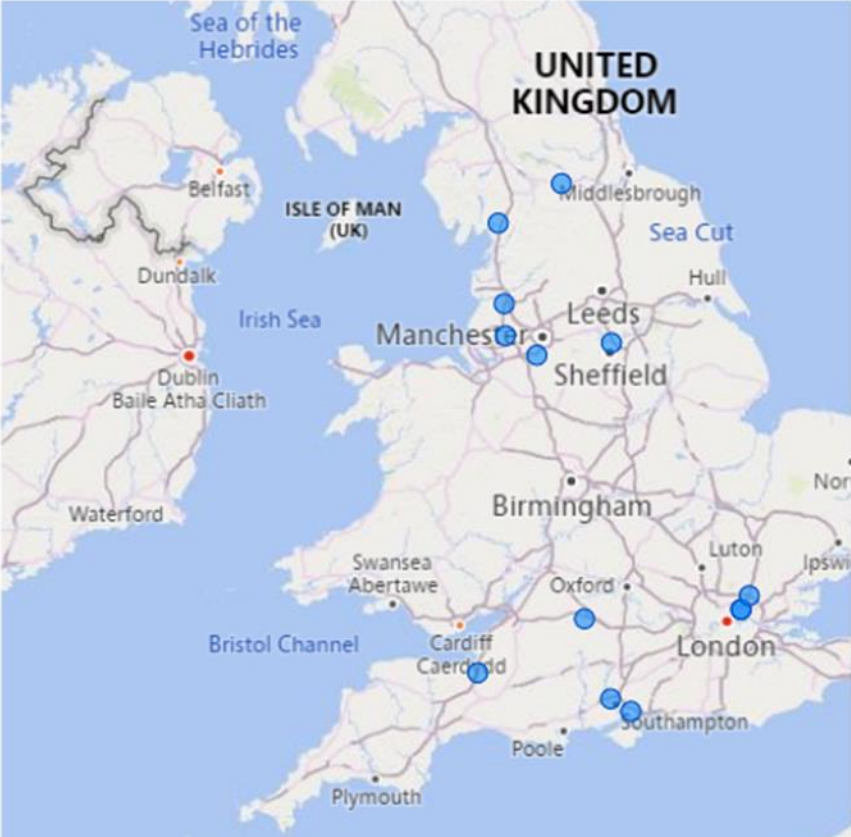 Sea of the
Hebrides
UNITED
KINGDOM
Belfast
Middlesbrough
ISLE OF MAN
(UK)
Sea Cut
Dundalk
Hull
Irish Sea
Leeds
Manchester
Sheffield
Dublin
Baile Atha Cliath
Nor
Birmingham
Waterford
Luton
Swansea
Abertawe
Oxford
Ipswi
Bristol Channel
Cardiff
Caerdydd
London
Southampton
Poole
Plymouth